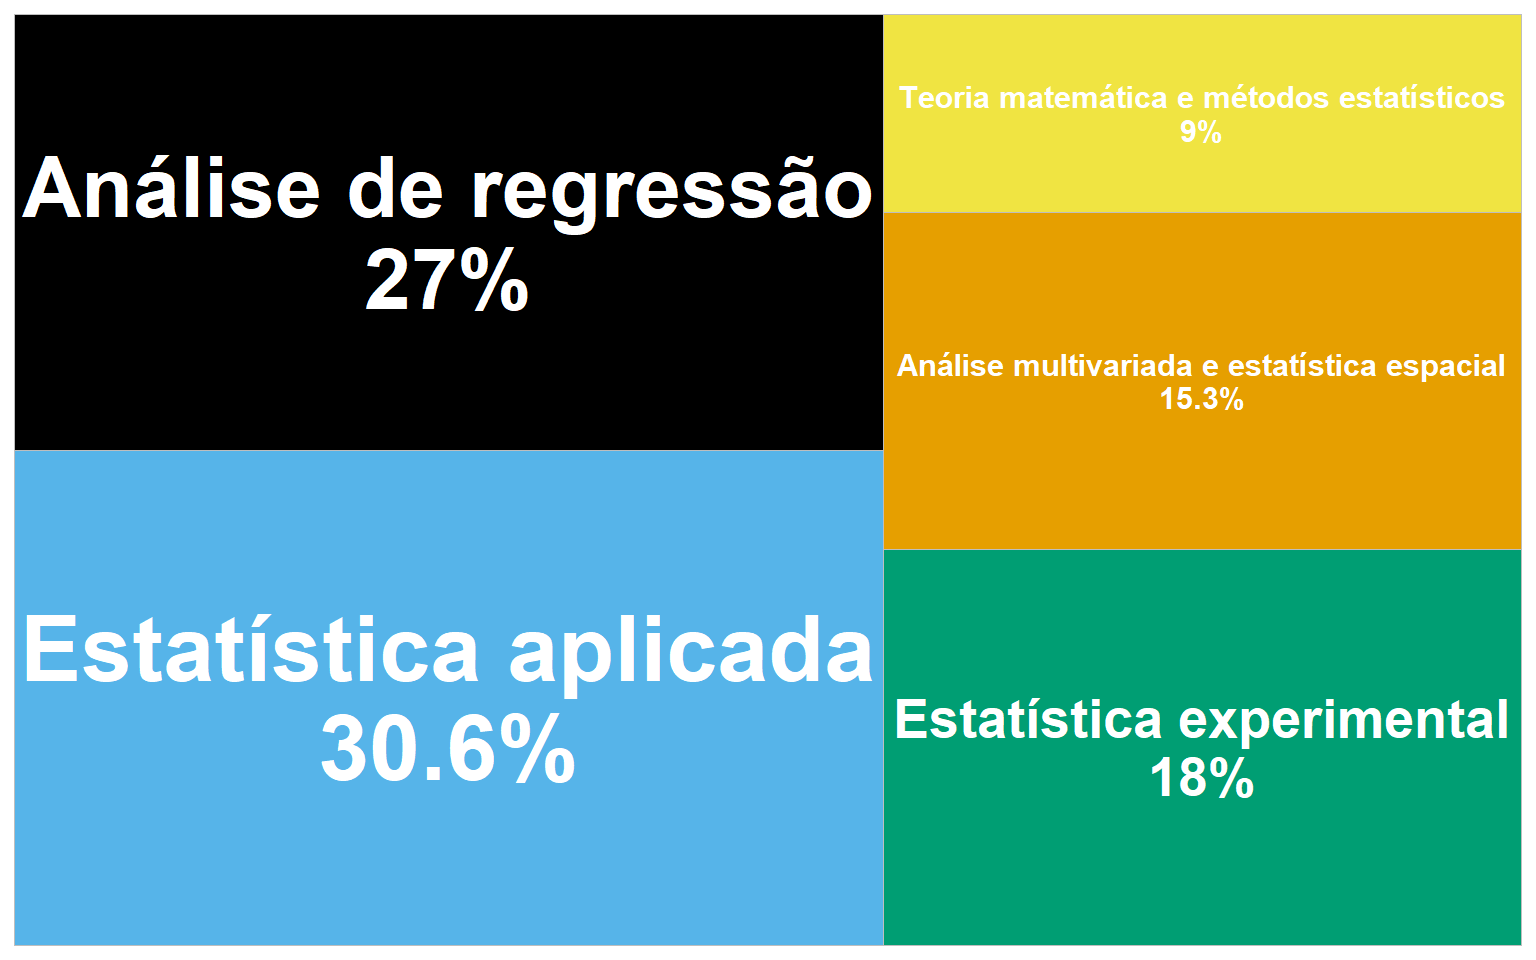 Análise de regressão
27%
Estatística aplicada
30.6%
Teoria matemática e métodos estatísticos
9%
Análise multivariada e estatística espacial
15.3%
Estatística experimental
18%